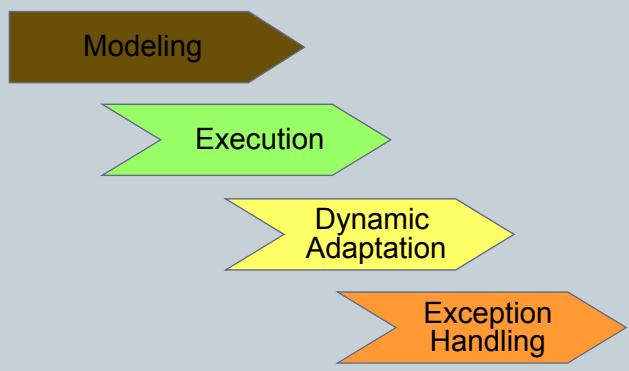 Modeling
Execution
Dynamic
Adaptation
Exception
Handling